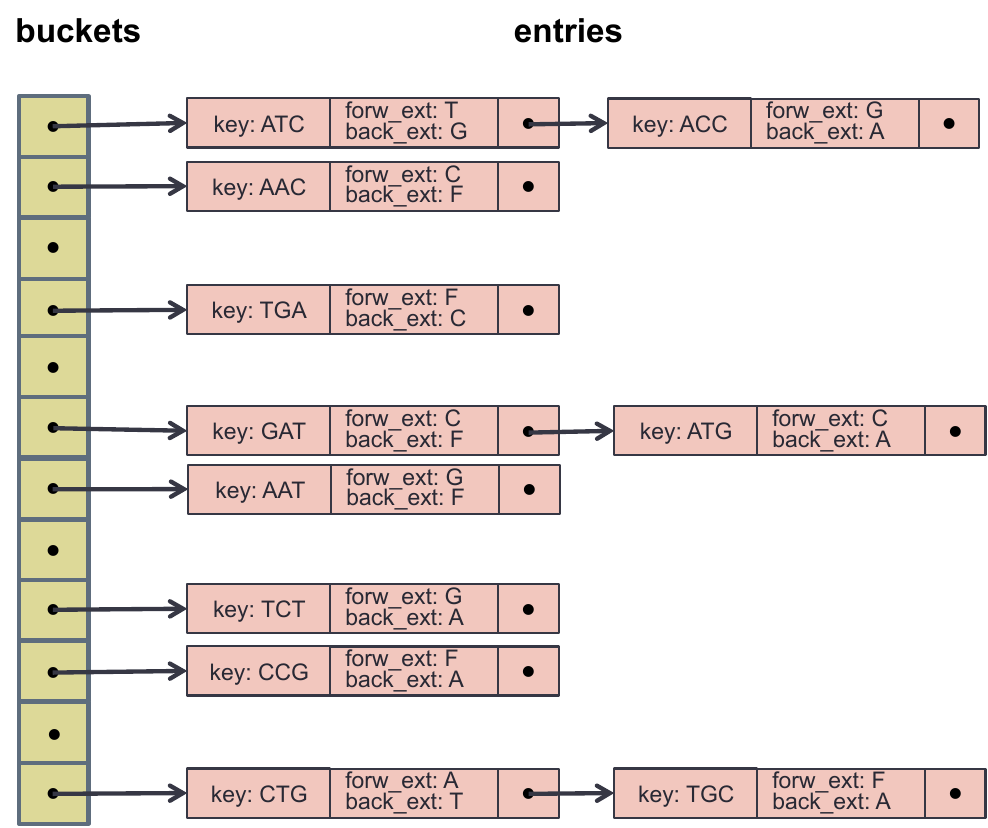 buckets
entries
key: ATC
forw_ext: T
back_ext: G
key: ACC
forw_ext: G
back_ext: A
key: AAC
forw_ext: C
back_ext: F
key: TGA
forw_ext: F
back_ext: C
key: GAT
forw_ext: C
back_ext: F
key: ATG
forw_ext: C
back_ext: A
key: AAT
forw_ext: G
back_ext: F
key: TCT
forw_ext: G
back_ext: A
key: CCG
forw_ext: F
back_ext: A
key: CTG
forw_ext: A
back_ext: T
key: TGC
forw_ext: F
back_ext: A